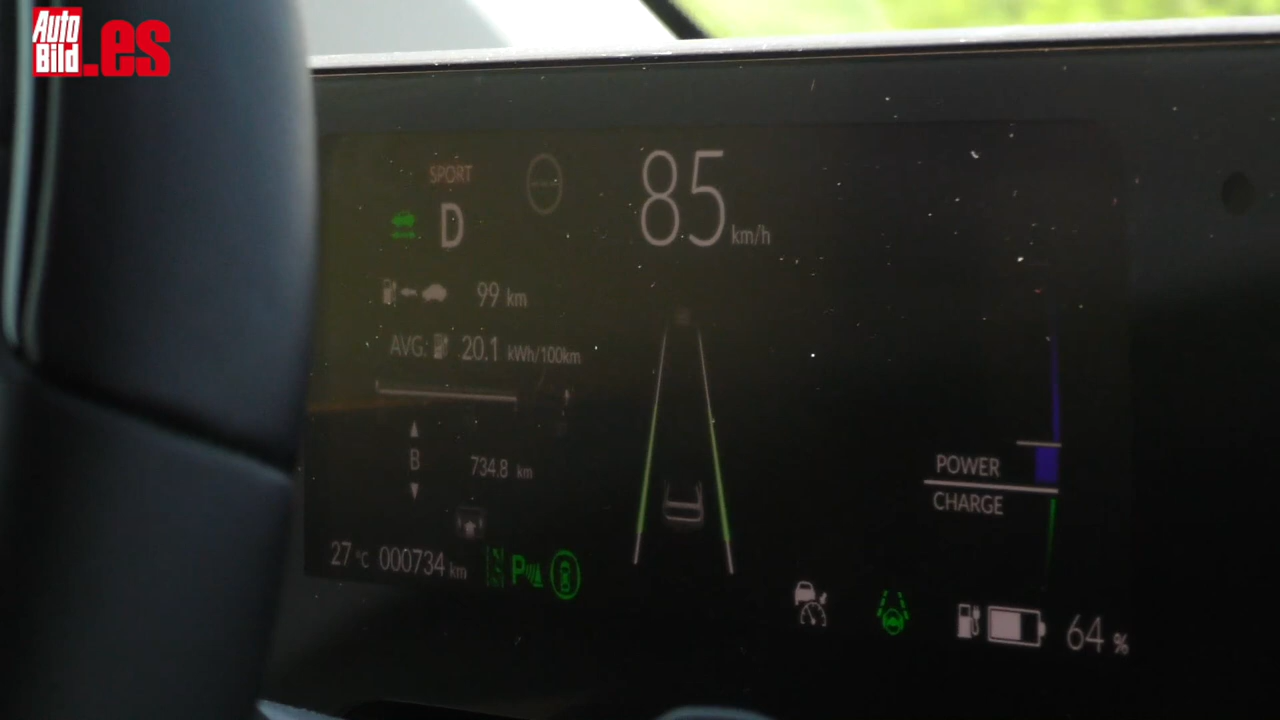 Auto
Bild
.es
SPORT
D
85 km/h
99 km
AVG: 20.1 kWh/100km
B
734.8 km
POWER
CHARGE
27 °C 000734 km
P
64 %